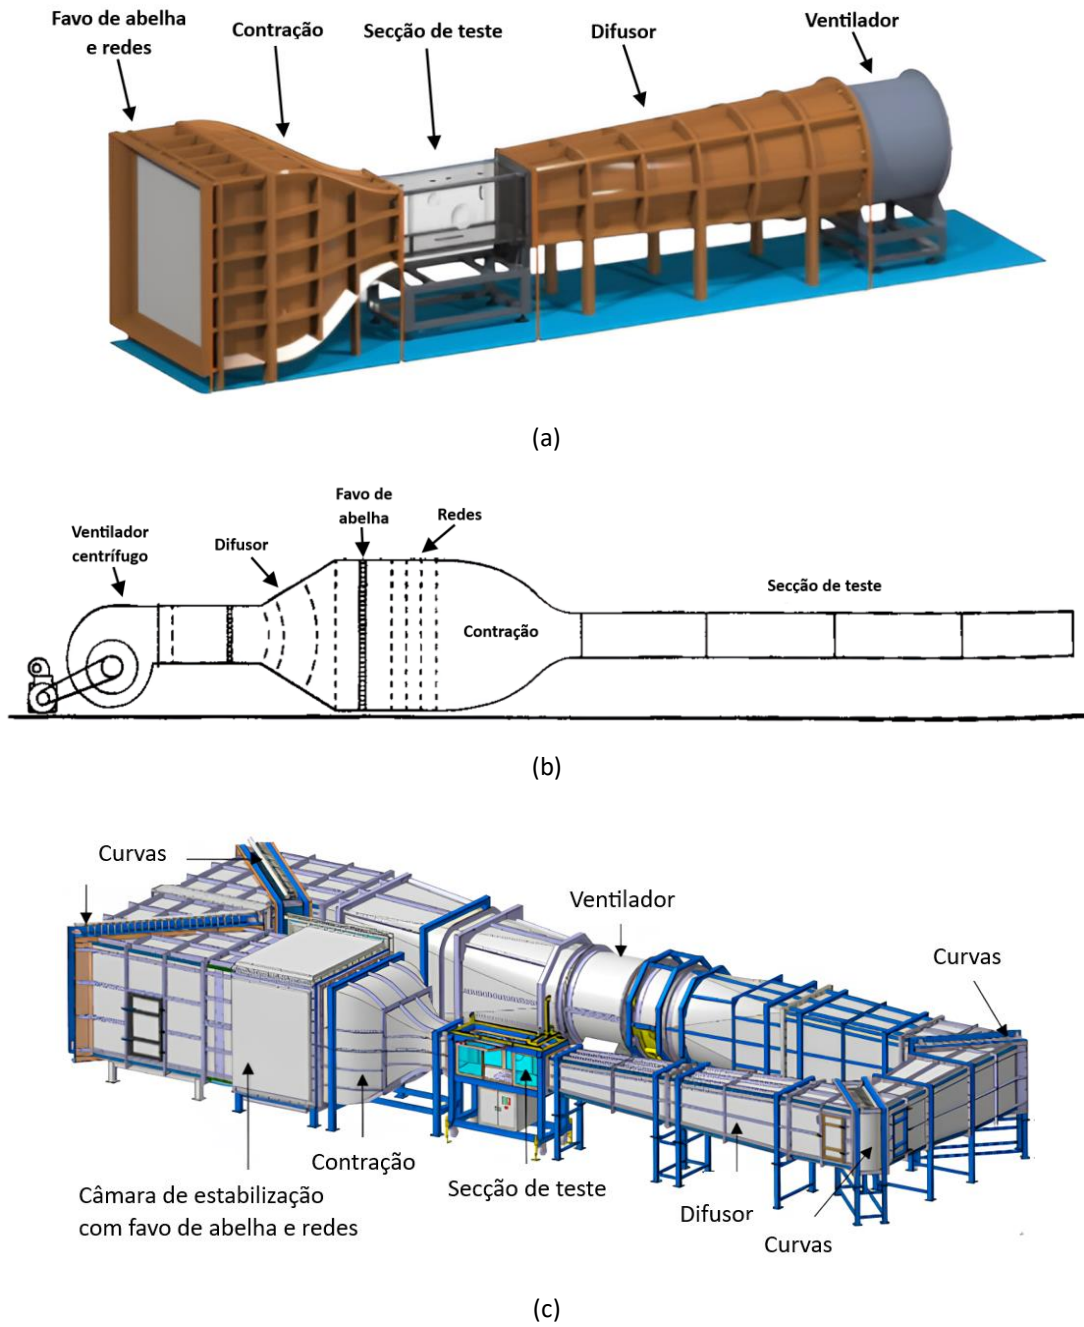 Favo de abelha
e redes
Contração
Secção de teste
Difusor
Ventilador
(a)
Ventilador
centrífugo
Difusor
Favo de
abelha
Redes
Contração
Secção de teste
(b)
Curvas
Ventilador
Curvas
Contração
Câmara de estabilização
com favo de abelha e redes
Secção de teste
Difusor
Curvas
(c)